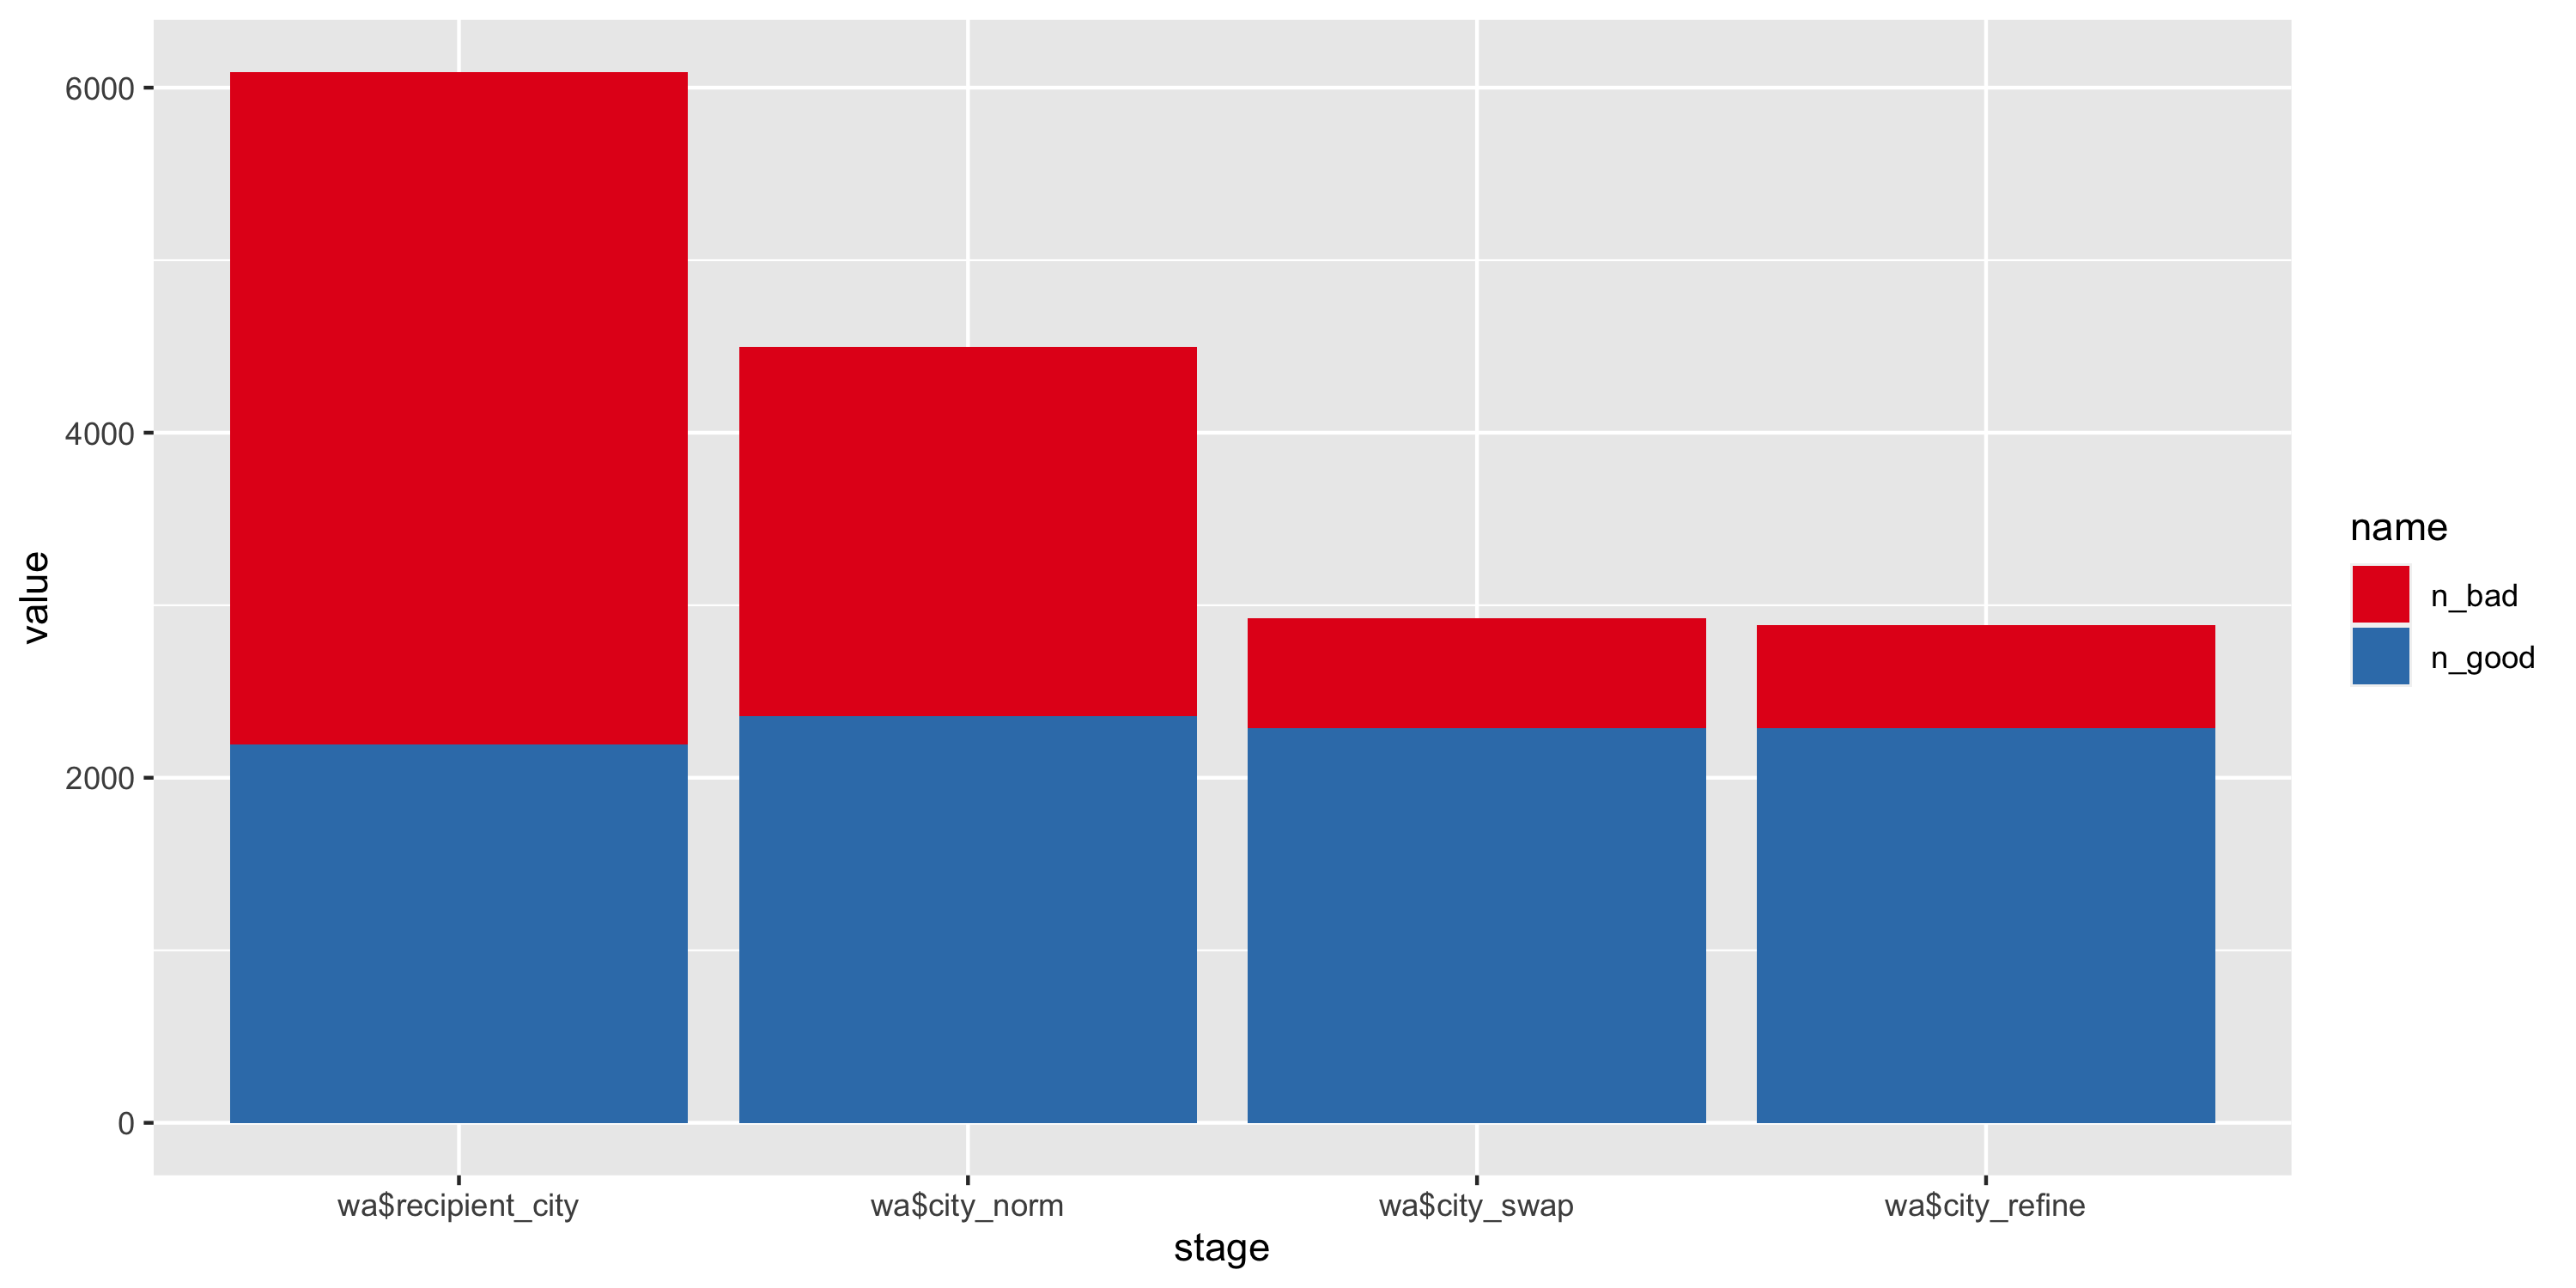 6000
4000
2000
0
value
wa$recipient_city
wa$city_norm
wa$city_swap
wa$city_refine
stage
name
n_bad
n_good